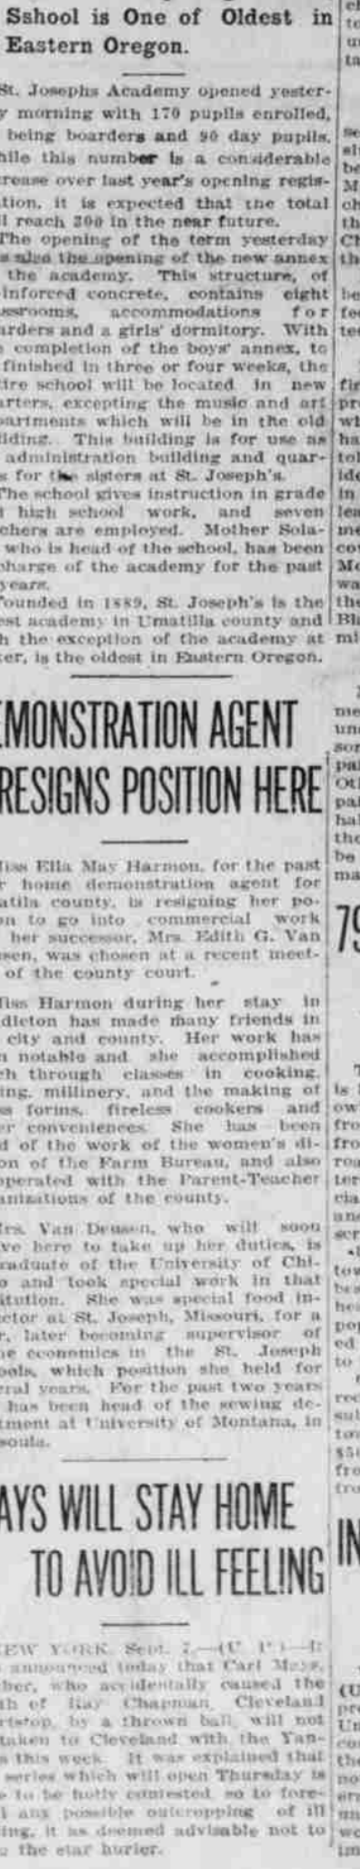 Sshool is One of Oldest in
Eastern Oregon.
St. Josephs Academy opened yester-
y morning with 170 pupils enrolled,
being boarders and 90 day pupils.
hile this number is a considerable
crease over last year's opening regis-
ation, it is expected that the total
l reach 200 in the near future.
The opening of the term yesterday
s also the opening of the new annex
the academy. This structure, of
inforced concrete, contains eight
ssrooms, accommodations for
arders and a girls' dormitory. With
completion of the boys' annex, to
finished in three or four weeks, the
tire school will be located in new
arters, excepting the music and art
partments which will be in the old
ilding. This building is for use as
administration building and quar-
s for the sisters at St. Joseph's.
The school gives instruction in grade
d high school work, and seven
chers are employed. Mother Sola-
who is head of the school, has been
charge of the academy for the past
years.
Founded in 1889, St. Joseph's is the
est academy in Umatilla county and
h the exception of the academy at
er, is the oldest in Eastern Oregon.
EMONSTRATION AGENT
RESIGNS POSITION HERE
Miss Ella May Harmon, for the past
r home demonstration agent for
atilla county, is resigning her po-
on to go into commercial work
her successor, Mrs. Edith G. Van
sen, was chosen at a recent meet-
of the county court.
Miss Harmon during her stay in
dleton has made many friends in
city and county. Her work has
n notable and she accomplished
ch through classes in cooking,
ing, millinery, and the making of
ss forms, fireless cookers and
er conveniences. She has been
d of the work of the women's di-
on of the Farm Bureau, and also
operated with the Parent-Teacher
anizations of the county.
Mrs. Van Deusen, who will soon
ve here to take up her duties, is
raduate of the University of Chi-
o and took special work in that
titution. She was special food in-
ctor at St. Joseph, Missouri, for a
r, later becoming supervisor of
e economics in the St. Joseph
ools, which position she held for
eral years. For the past two years
has been head of the sewing de-
tment at University of Montana, in
soula.
AYS WILL STAY HOME
TO AVOID ILL FEELING
NEW YORK, Sept. 7.—(U. P.)—It
announced today that Carl Mays,
her, who accidentally caused the
th of Ray Chapman, Cleveland
rtstop, by a thrown ball, will not
taken to Cleveland with the Yan-
s this week. It was explained that
series which will open Thursday is
e to be hotly contested so to fore-
l any possible outcropping of ill
ing, it as deemed advisable not to
the star hurler.